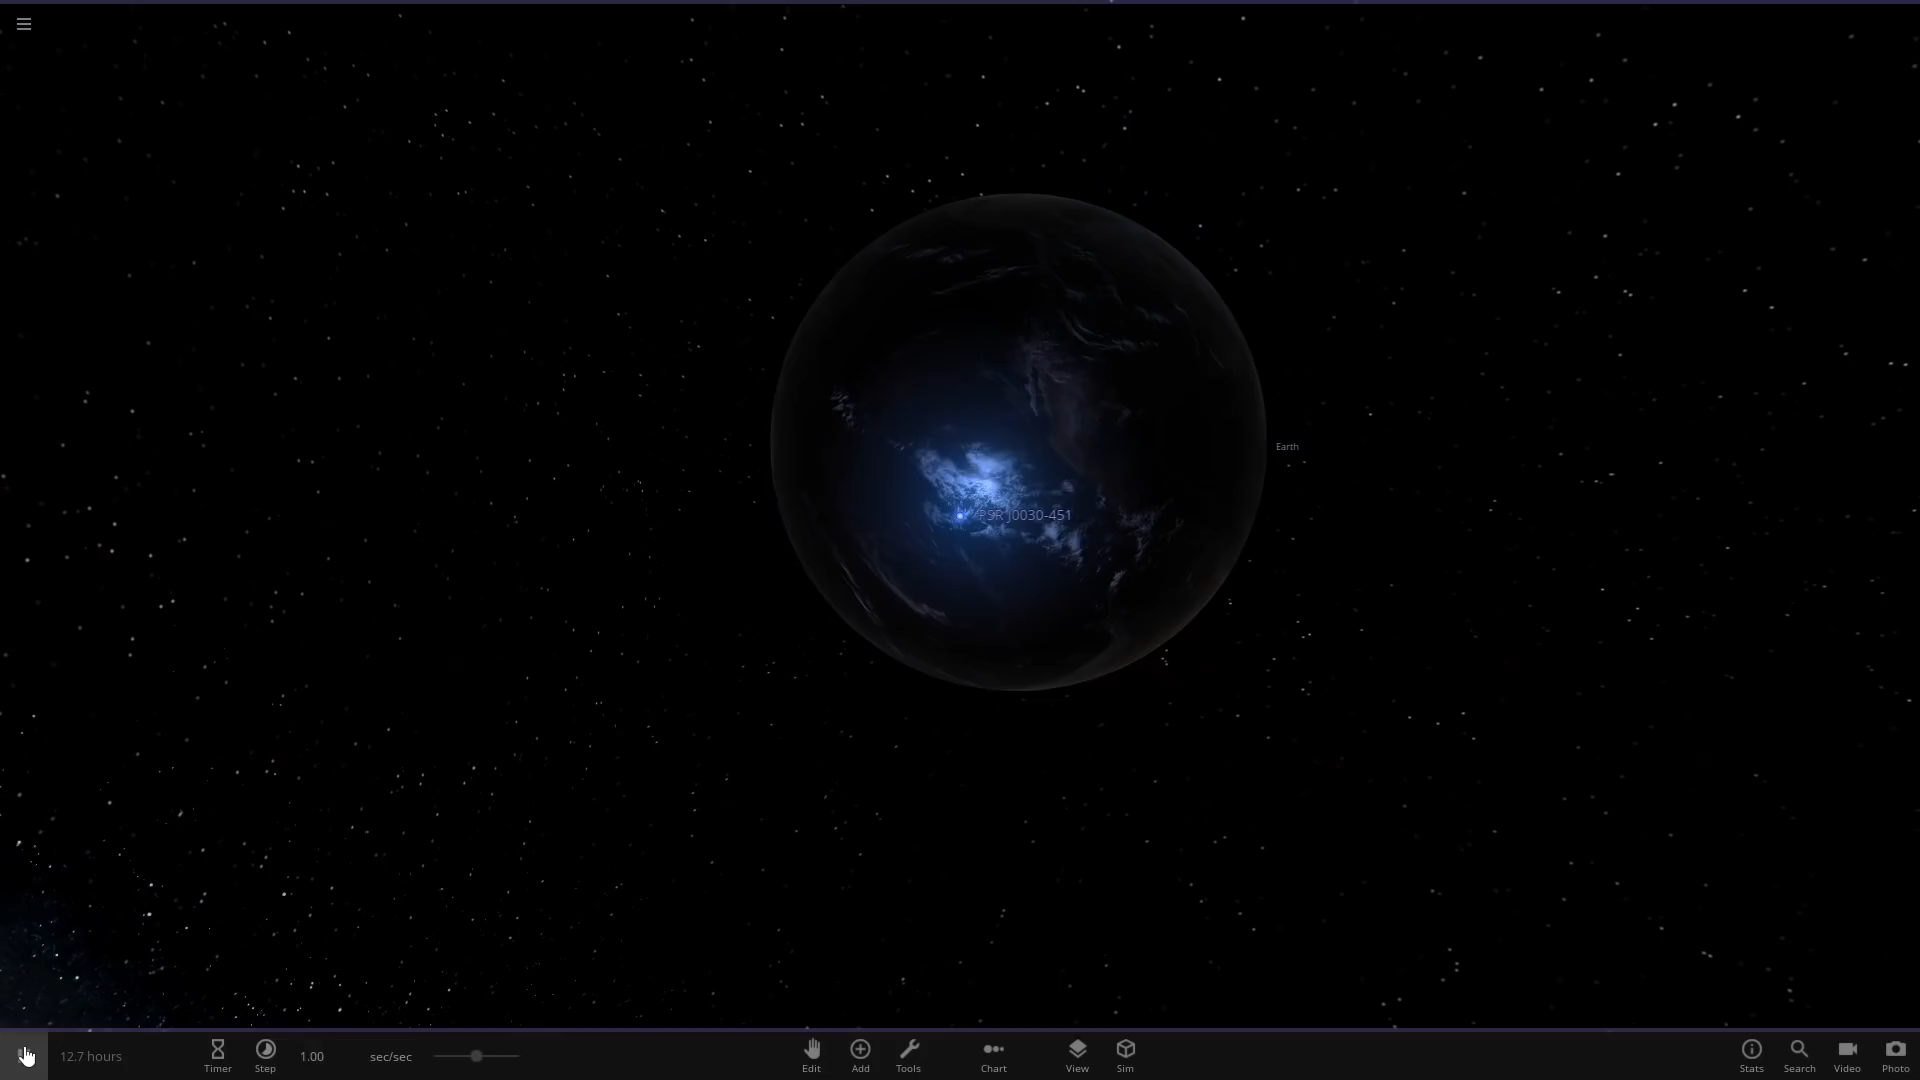 Earth
PSR J0030-451
12.7 hours
Timer
Step
1.00
sec/sec
Edit
Add
Tools
Chart
View
Sim
Stats
Search
Video
Photo